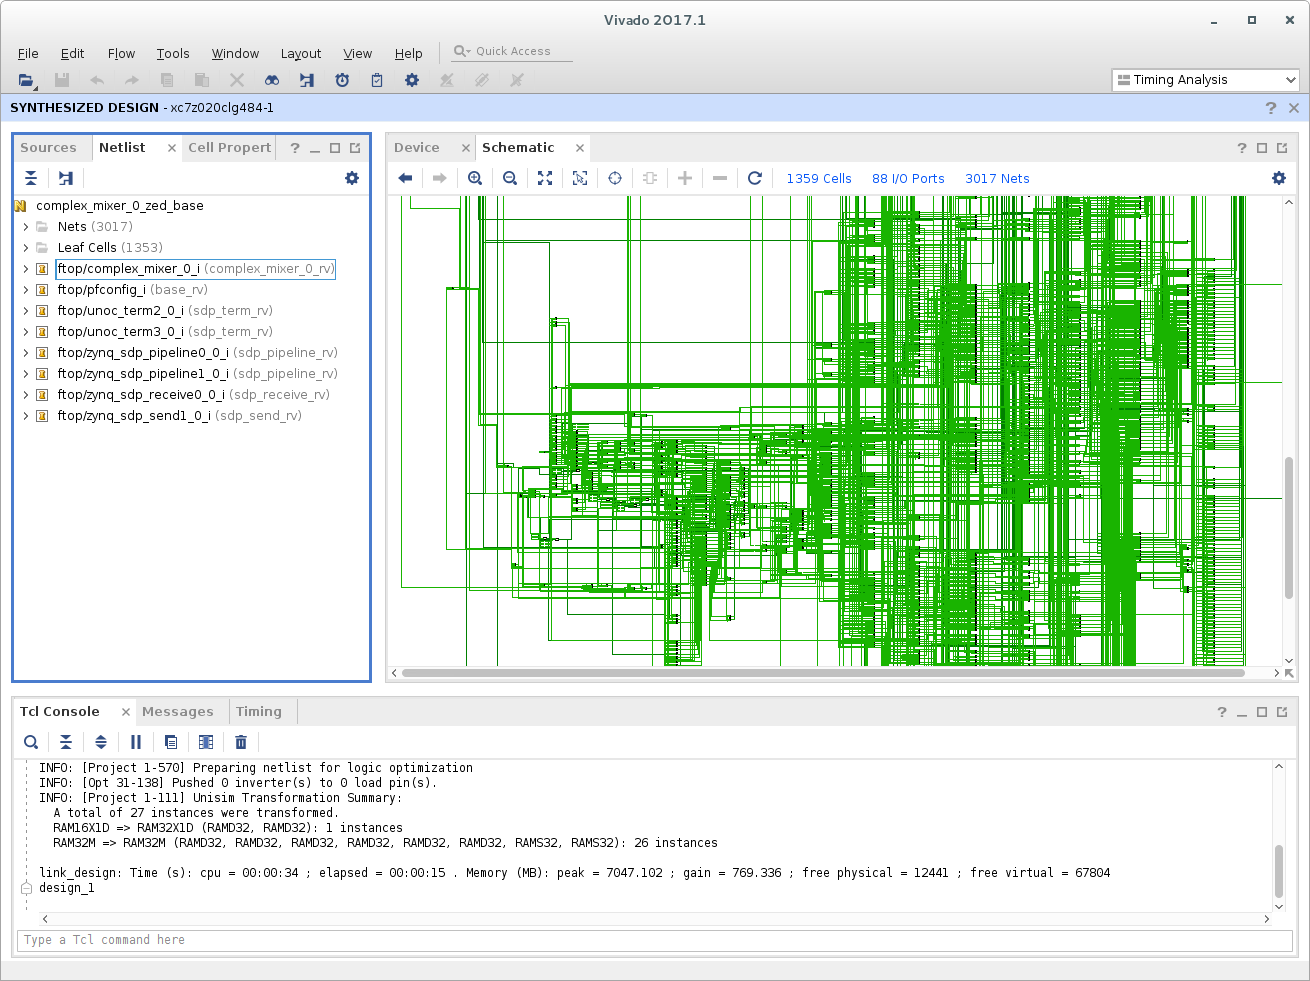 Vivado 2017.1
File Edit Flow Tools Window Layout View Help Quick Access
Timing Analysis
SYNTHESIZED DESIGN - xc7z020clg484-1
Sources Netlist Cell Propert
complex_mixer_0_zed_base
Nets (3017)
Leaf Cells (1353)
ftop/complex_mixer_0_i (complex_mixer_0_rv)
ftop/pfconfig_i (base_rv)
ftop/unoc_term2_0_i (sdp_term_rv)
ftop/unoc_term3_0_i (sdp_term_rv)
ftop/zynq_sdp_pipeline0_0_i (sdp_pipeline_rv)
ftop/zynq_sdp_pipeline1_0_i (sdp_pipeline_rv)
ftop/zynq_sdp_receive0_0_i (sdp_receive_rv)
ftop/zynq_sdp_send1_0_i (sdp_send_rv)
Device Schematic
1359 Cells 88 I/O Ports 3017 Nets
Tcl Console Messages Timing
INFO: [Project 1-570] Preparing netlist for logic optimization
INFO: [Opt 31-138] Pushed 0 inverter(s) to 0 load pin(s).
INFO: [Project 1-111] Unisim Transformation Summary:
A total of 27 instances were transformed.
RAM16X1D => RAM32X1D (RAMD32, RAMD32): 1 instances
RAM32M => RAM32M (RAMD32, RAMD32, RAMD32, RAMD32, RAMD32, RAMD32, RAMS32, RAMS32): 26 instances
link_design: Time (s): cpu = 00:00:34 ; elapsed = 00:00:15 . Memory (MB): peak = 7047.102 ; gain = 769.336 ; free physical = 12441 ; free virtual = 67804
design_1
Type a Tcl command here